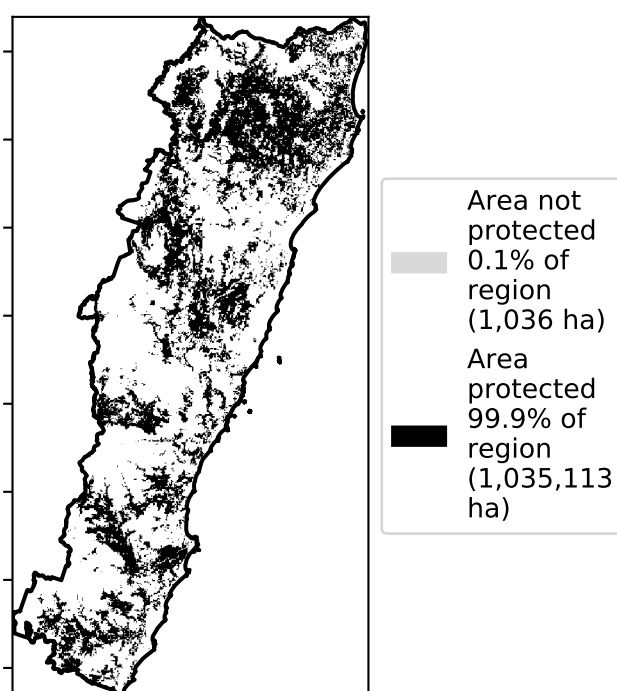 Area not
protected
0.1% of
region
(1,036 ha)
Area
protected
99.9% of
region
(1,035,113
ha)